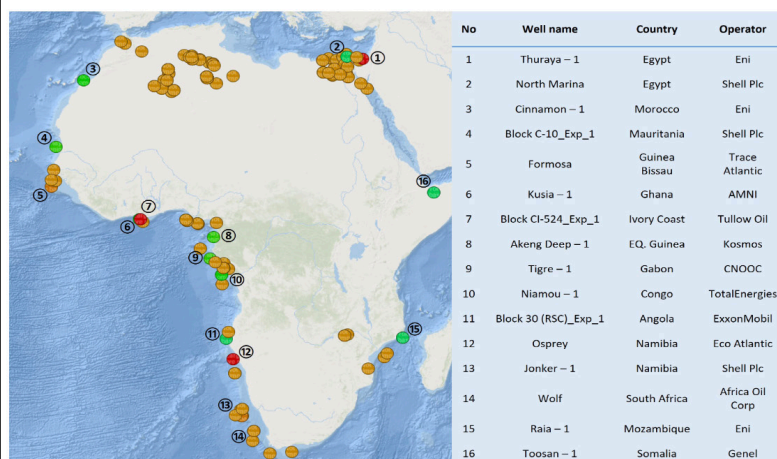 2
1
3
4
16
5
7
6
8
9
10
11
15
12
13
14
No Well name Country Operator
1 Thuraya – 1 Egypt Eni
2 North Marina Egypt Shell Plc
3 Cinnamon – 1 Morocco Eni
4 Block C-10_Exp_1 Mauritania Shell Plc
5 Formosa Guinea Bissau Trace Atlantic
6 Kusia – 1 Ghana AMNI
7 Block CI-524_Exp_1 Ivory Coast Tullow Oil
8 Akeng Deep – 1 EQ. Guinea Kosmos
9 Tigre – 1 Gabon CNOOC
10 Niamou – 1 Congo TotalEnergies
11 Block 30 (RSC)_Exp_1 Angola ExxonMobil
12 Osprey Namibia Eco Atlantic
13 Jonker – 1 Namibia Shell Plc
14 Wolf South Africa Africa Oil Corp
15 Raia – 1 Mozambique Eni
16 Toosan – 1 Somalia Genel